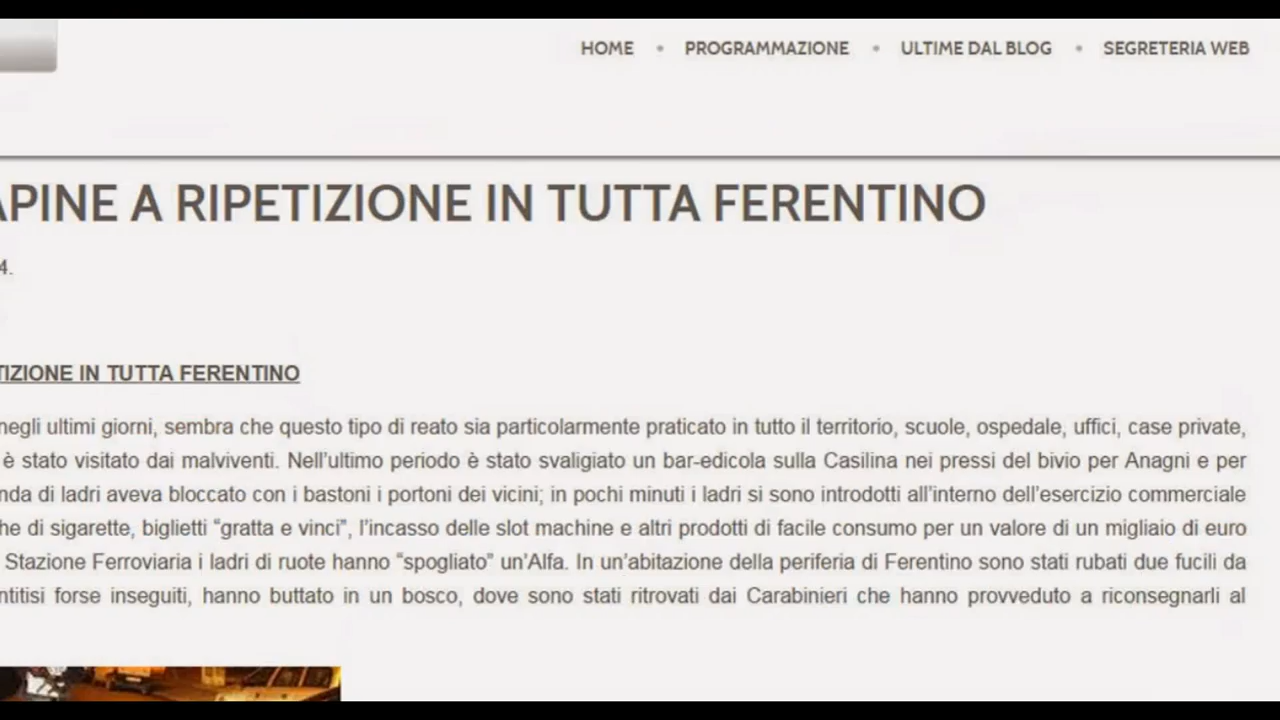 HOME • PROGRAMMAZIONE • ULTIME DAL BLOG • SEGRETERIA WEB
APINE A RIPETIZIONE IN TUTTA FERENTINO
4.
TIZIONE IN TUTTA FERENTINO
negli ultimi giorni, sembra che questo tipo di reato sia particolarmente praticato in tutto il territorio, scuole, ospedale, uffici, case private,
è stato visitato dai malviventi. Nell’ultimo periodo è stato svaligiato un bar-edicola sulla Casilina nei pressi del bivio per Anagni e per
nda di ladri aveva bloccato con i bastoni i portoni dei vicini; in pochi minuti i ladri si sono introdotti all’interno dell’esercizio commerciale
he di sigarette, biglietti “gratta e vinci”, l’incasso delle slot machine e altri prodotti di facile consumo per un valore di un migliaio di euro
Stazione Ferroviaria i ladri di ruote hanno “spogliato” un’Alfa. In un’abitazione della periferia di Ferentino sono stati rubati due fucili da
ntitisi forse inseguiti, hanno buttato in un bosco, dove sono stati ritrovati dai Carabinieri che hanno provveduto a riconsegnarli al